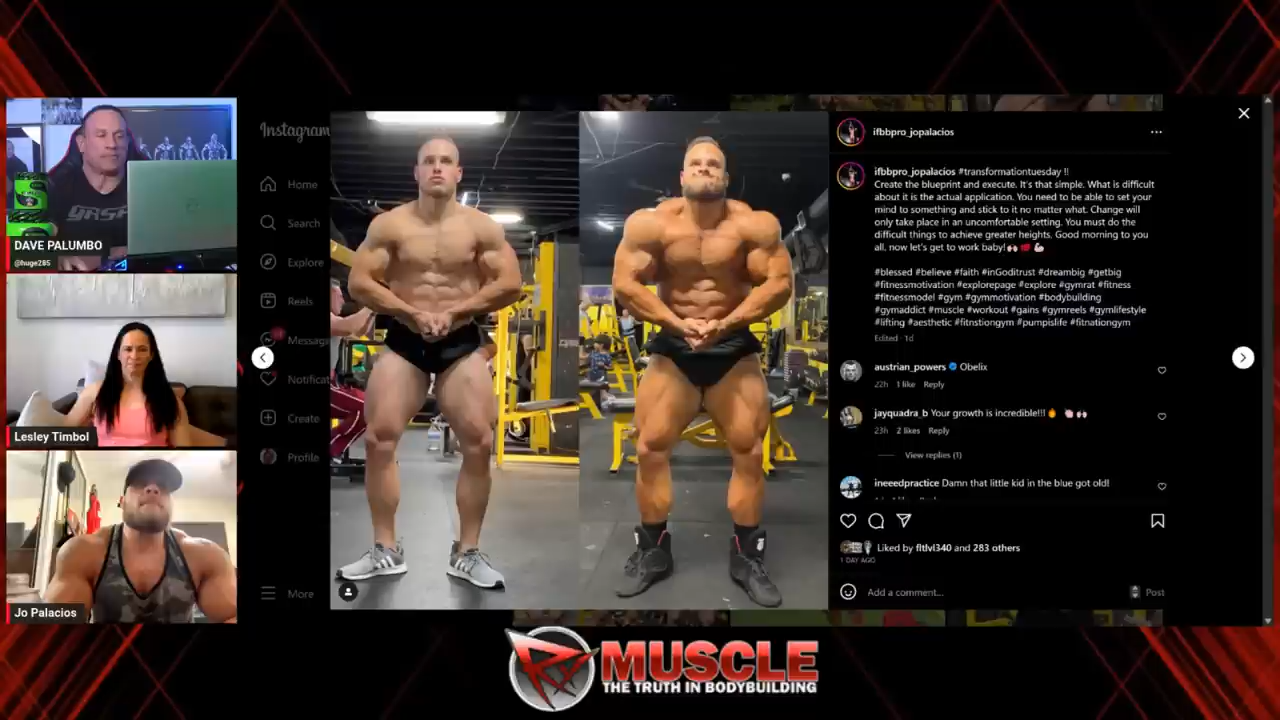 DAVE PALUMBO
@huge285
Lesley Timbol
Jo Palacios
Instagram
Home
Search
Explore
Reels
Messag
Notificat
Create
Profile
More
ifbbpro_jopalacios
ifbbpro_jopalacios #transformationtuesday !!
Create the blueprint and execute. It's that simple. What is difficult
about it is the actual application. You need to be able to set your
mind to something and stick to it no matter what. Change will
only take place in an uncomfortable setting. You must do the
difficult things to achieve greater heights. Good morning to you
all, now let's get to work baby!🙌🏻 💯 💪🏻
#blessed #believe #faith #inGoditrust #dreambig #getbig
#fitnessmotivation #explorepage #explore #gymrat #fitness
#fitnessmodel #gym #gymmotivation #bodybuilding
#gymaddict #muscle #workout #gains #gymreels #gymlifestyle
#lifting #aesthetic #fitnstiongym #pumpislife #fitnationgym
Edited · 1d
austrian_powers Obelix
22h 1 like Reply
jayquadra_b Your growth is incredible!!!🔥 👏🏻🙌🏻
23h 2 likes Reply
View replies (1)
ineeedpractice Damn that little kid in the blue got old!
Liked by fltlvl340 and 283 others
1 DAY AGO
Add a comment...
Post
RX MUSCLE
THE TRUTH IN BODYBUILDING